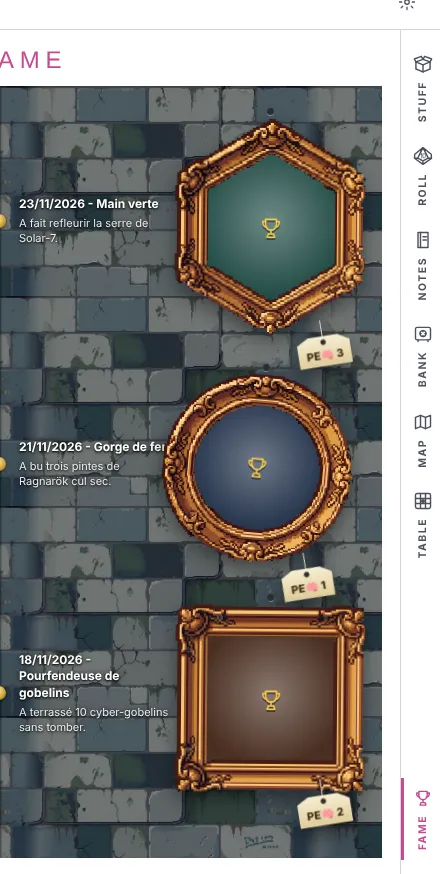 AME
23/11/2026 - Main verte
A fait refleurir la serre de
Solar-7.
PE 3
21/11/2026 - Gorge de fer
A bu trois pintes de
Ragnarök cul sec.
PE 1
18/11/2026 -
Pourfendeuse de
gobelins
A terrassé 10 cyber-gobelins
sans tomber.
PE 2
STUFF
ROLL
NOTES
BANK
MAP
TABLE
FAME